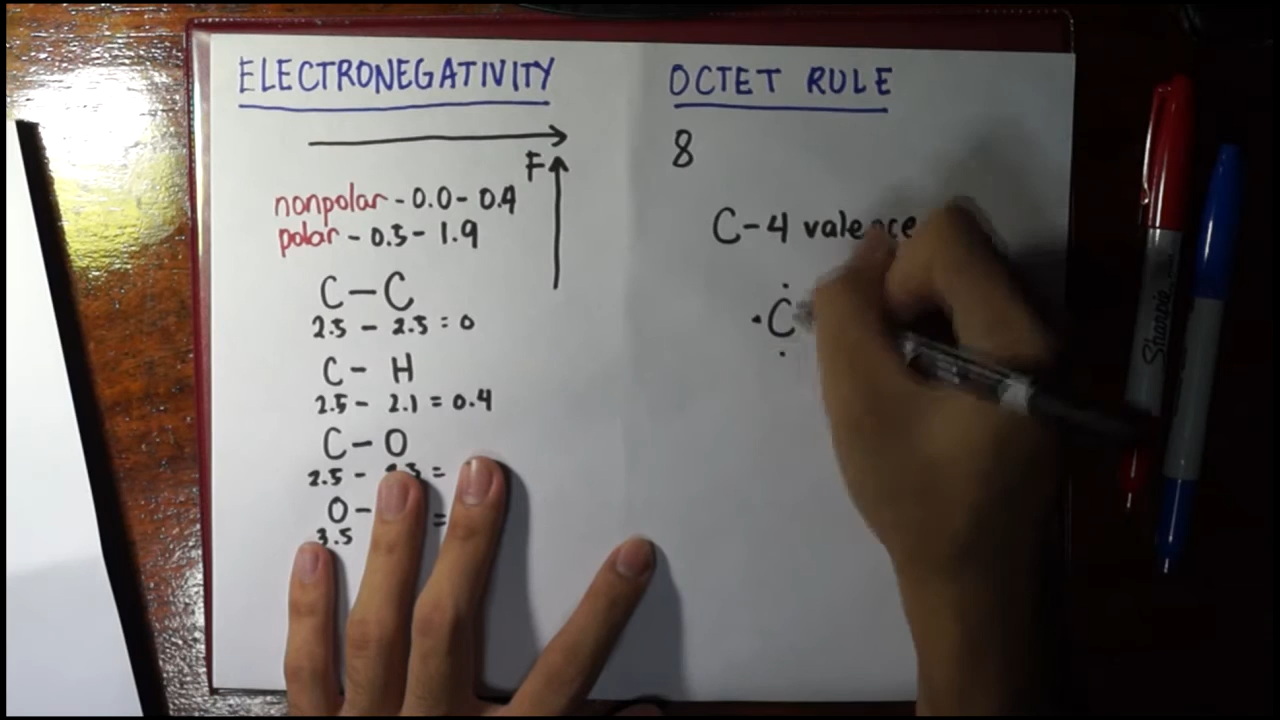 ELECTRONEGATIVITY
F
nonpolar - 0.0 - 0.4
polar - 0.5 - 1.9
C - C
2.5 - 2.5 = 0
C - H
2.5 - 2.1 = 0.4
C - O
2.5 - =
O -
3.5 =
OCTET RULE
8
C - 4 valence
C
Sharpie